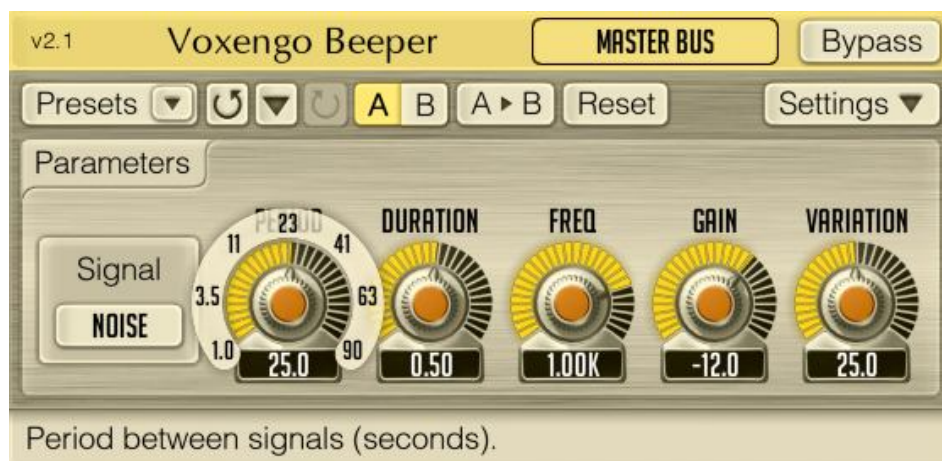 v2.1 Voxengo Beeper MASTER BUS Bypass
Presets A B A ▸ B Reset Settings
Parameters
PERIOD DURATION FREQ GAIN VARIATION
23
11 41
Signal
3.5 63
NOISE
1.0 90
25.0 0.50 1.00K -12.0 25.0
Period between signals (seconds).